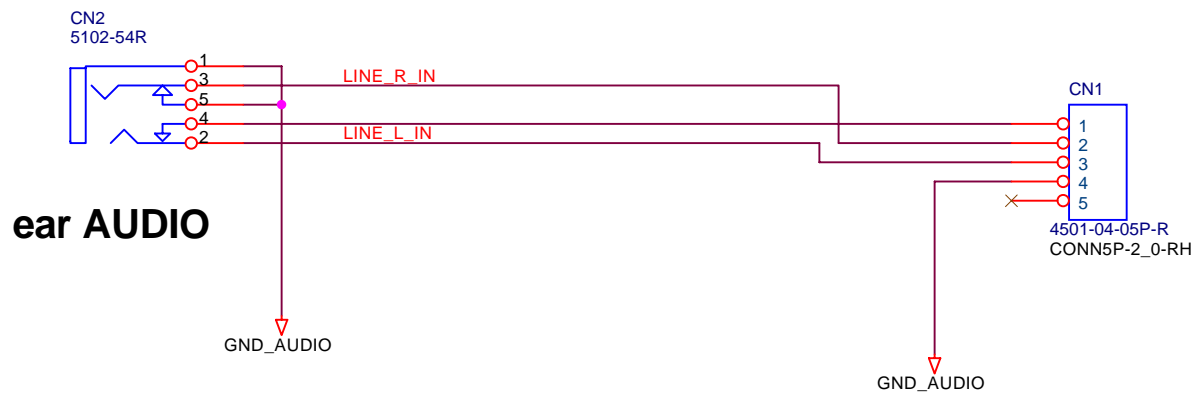 CN2
5102-54R
1
3
5
4
2
LINE_R_IN
LINE_L_IN
CN1
1
2
3
4
5
4501-04-05P-R
CONN5P-2_0-RH
ear AUDIO
GND_AUDIO
GND_AUDIO